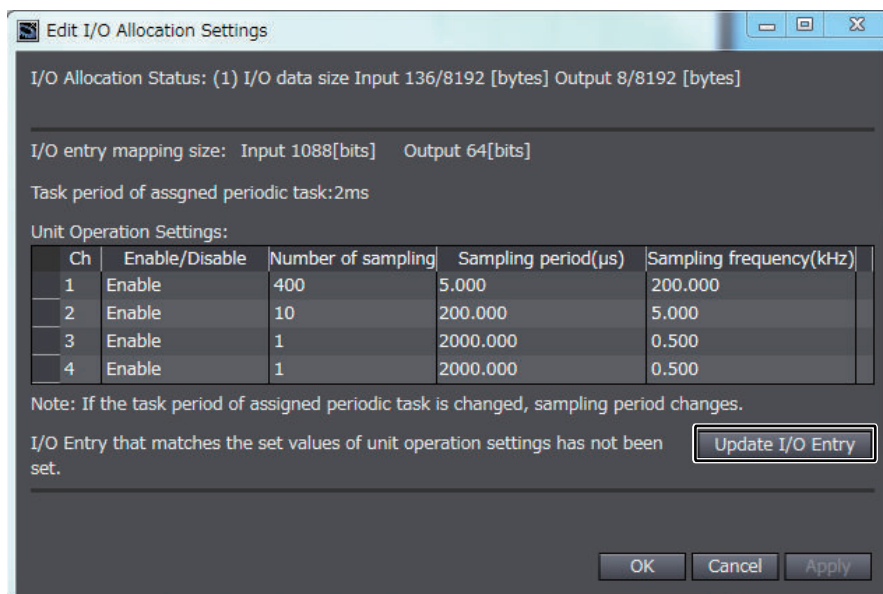 Edit I/O Allocation Settings
I/O Allocation Status: (1) I/O data size Input 136/8192 [bytes] Output 8/8192 [bytes]
I/O entry mapping size: Input 1088[bits] Output 64[bits]
Task period of assgned periodic task:2ms
Unit Operation Settings:
Ch Enable/Disable Number of sampling Sampling period(µs) Sampling frequency(kHz)
1 Enable 400 5.000 200.000
2 Enable 10 200.000 5.000
3 Enable 1 2000.000 0.500
4 Enable 1 2000.000 0.500
Note: If the task period of assigned periodic task is changed, sampling period changes.
I/O Entry that matches the set values of unit operation settings has not been
set.
Update I/O Entry
OK Cancel Apply